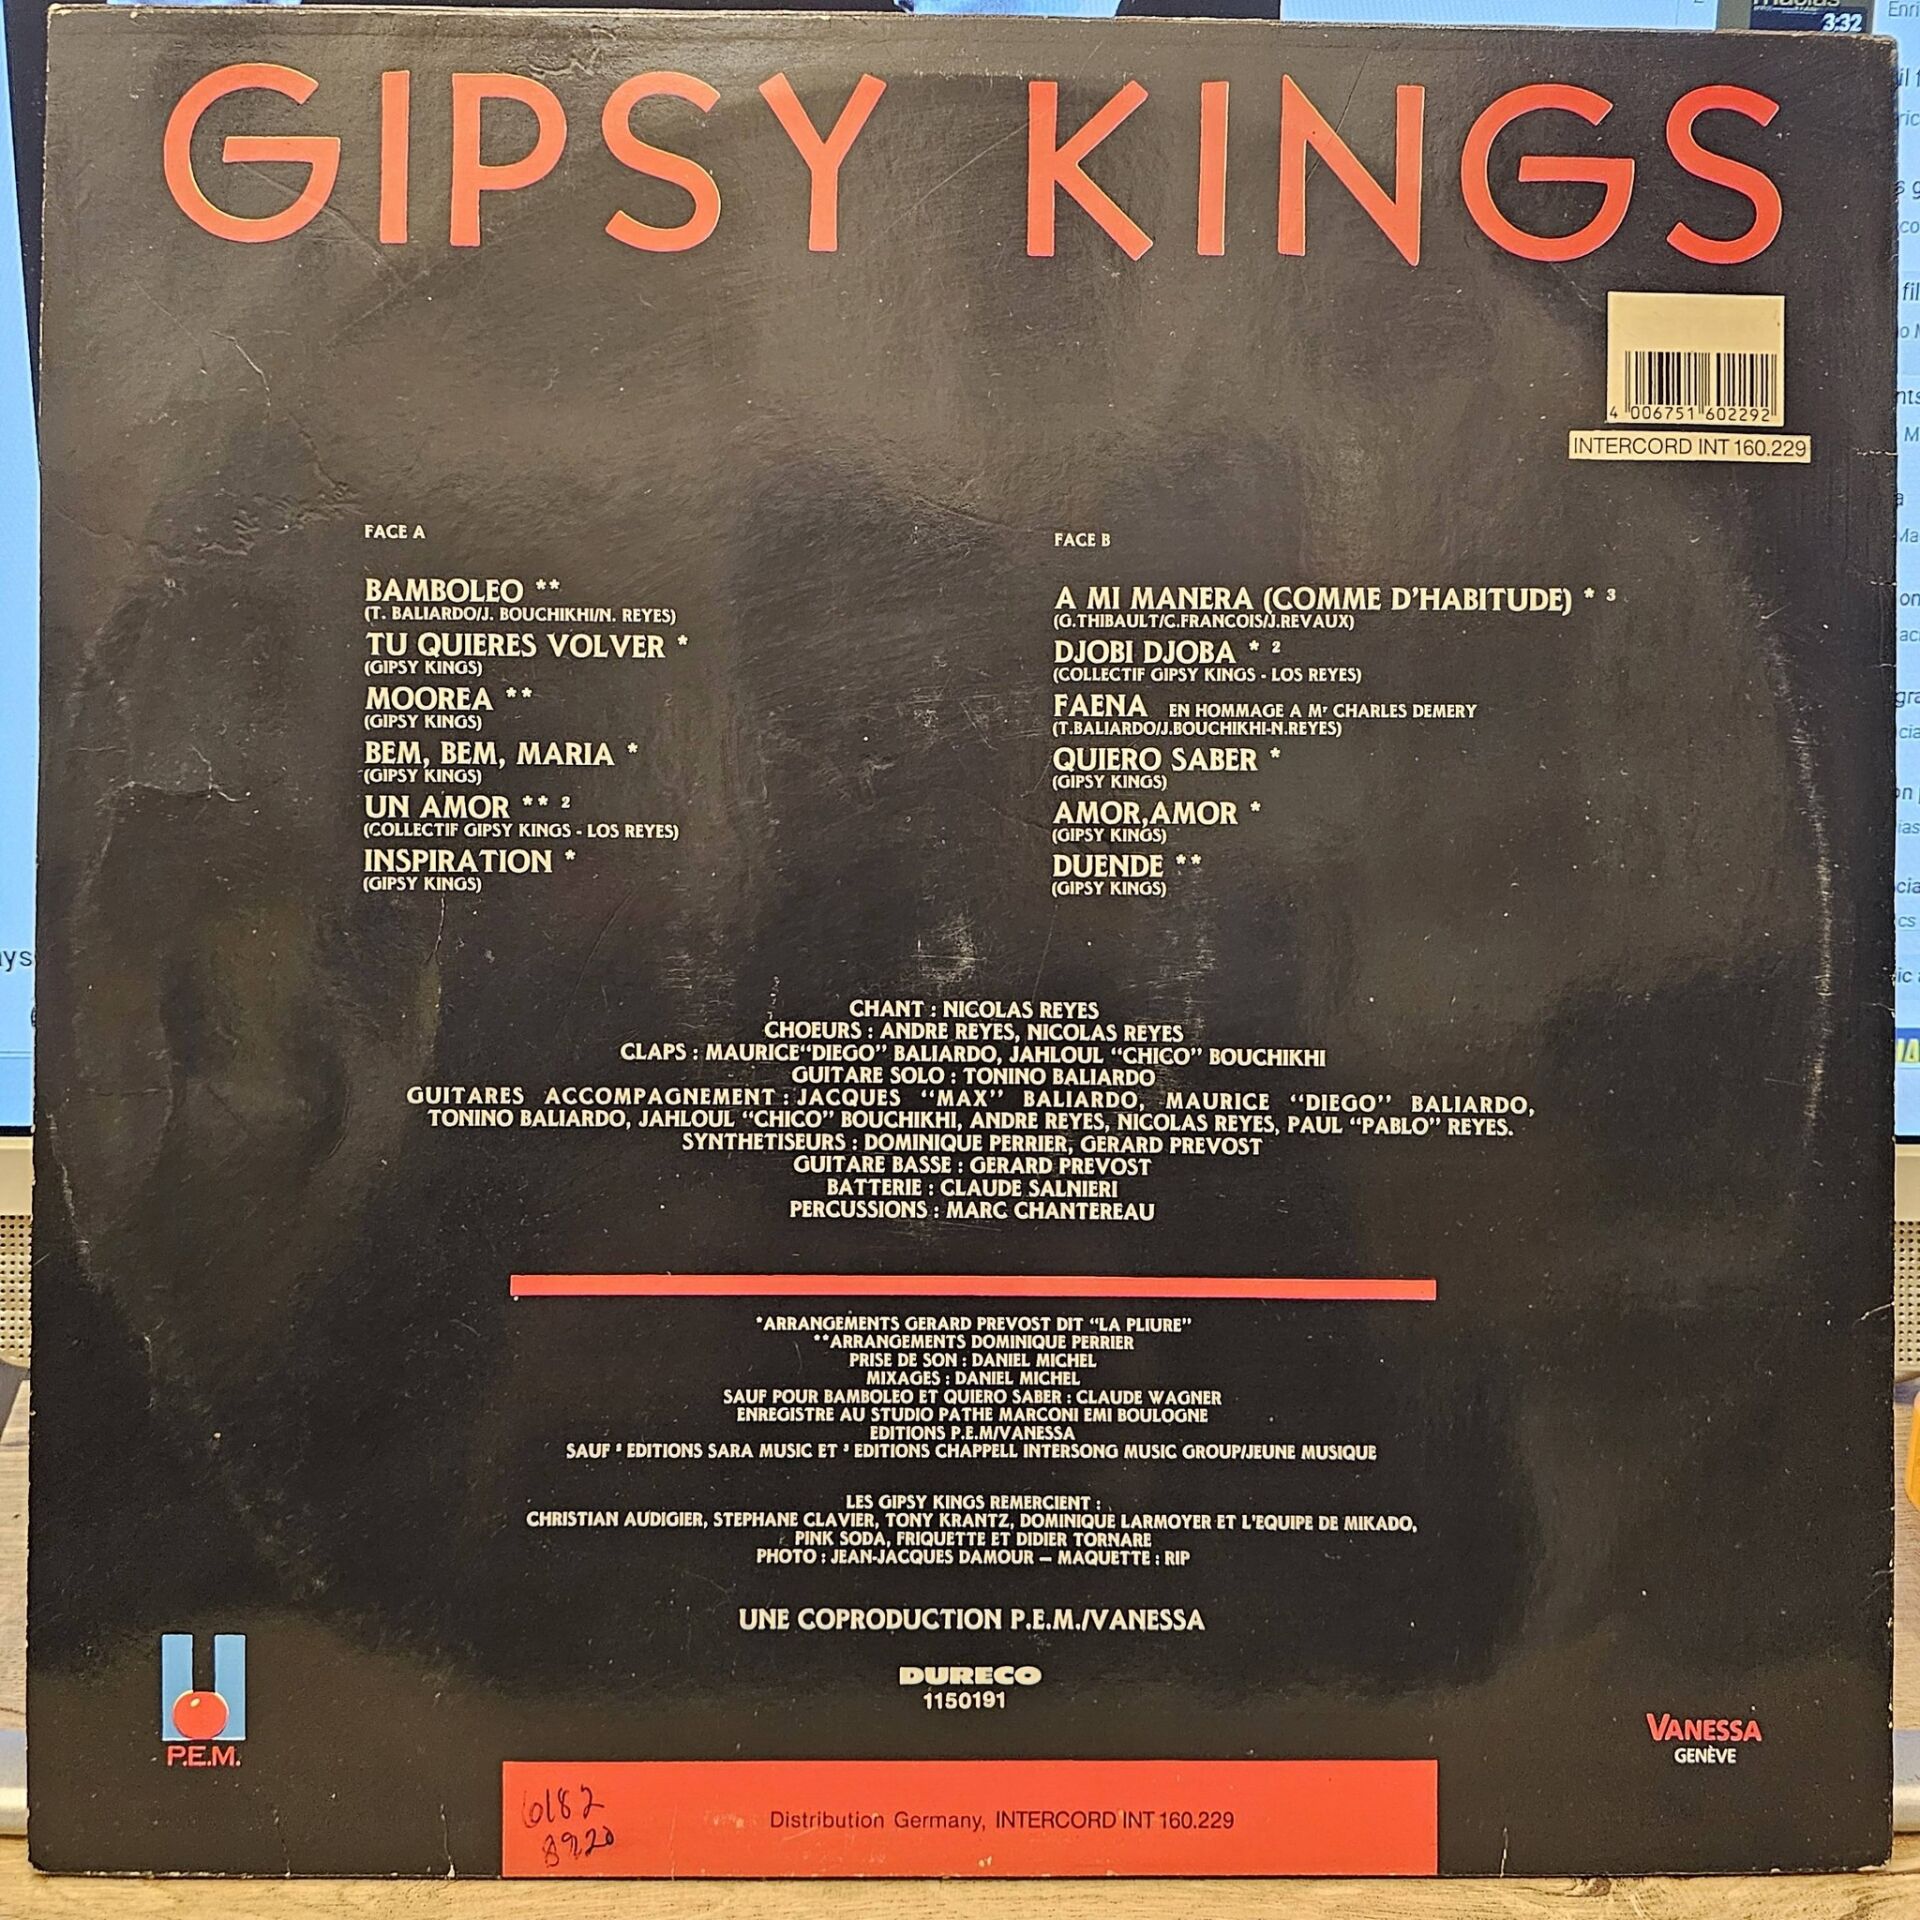 GIPSY KINGS
4 006751 602292
INTERCORD INT 160.229
FACE A
BAMBOLEO **
(T. BALIARDO/J. BOUCHIKHI/N. REYES)
TU QUIERES VOLVER *
(GIPSY KINGS)
MOOREA **
(GIPSY KINGS)
BEM, BEM, MARIA *
(GIPSY KINGS)
UN AMOR ** ²
(COLLECTIF GIPSY KINGS - LOS REYES)
INSPIRATION *
(GIPSY KINGS)
FACE B
A MI MANERA (COMME D'HABITUDE) * ³
(G.THIBAULT/C.FRANCOIS/J.REVAUX)
DJOBI DJOBA * ²
(COLLECTIF GIPSY KINGS - LOS REYES)
FAENA EN HOMMAGE A Mr CHARLES DEMERY
(T.BALIARDO/J.BOUCHIKHI-N.REYES)
QUIERO SABER *
(GIPSY KINGS)
AMOR,AMOR *
(GIPSY KINGS)
DUENDE **
(GIPSY KINGS)
CHANT : NICOLAS REYES
CHOEURS : ANDRE REYES, NICOLAS REYES
CLAPS : MAURICE"DIEGO" BALIARDO, JAHLOUL "CHICO" BOUCHIKHI
GUITARE SOLO : TONINO BALIARDO
GUITARES ACCOMPAGNEMENT : JACQUES "MAX" BALIARDO, MAURICE "DIEGO" BALIARDO,
TONINO BALIARDO, JAHLOUL "CHICO" BOUCHIKHI, ANDRE REYES, NICOLAS REYES, PAUL "PABLO" REYES.
SYNTHETISEURS : DOMINIQUE PERRIER, GERARD PREVOST
GUITARE BASSE : GERARD PREVOST
BATTERIE : CLAUDE SALNIERI
PERCUSSIONS : MARC CHANTEREAU
*ARRANGEMENTS GERARD PREVOST DIT "LA PLIURE"
**ARRANGEMENTS DOMINIQUE PERRIER
PRISE DE SON : DANIEL MICHEL
MIXAGES : DANIEL MICHEL
SAUF POUR BAMBOLEO ET QUIERO SABER : CLAUDE WAGNER
ENREGISTRE AU STUDIO PATHE MARCONI EMI BOULOGNE
EDITIONS P.E.M/VANESSA
SAUF ² EDITIONS SARA MUSIC ET ³ EDITIONS CHAPPELL INTERSONG MUSIC GROUP/JEUNE MUSIQUE
LES GIPSY KINGS REMERCIENT :
CHRISTIAN AUDIGIER, STEPHANE CLAVIER, TONY KRANTZ, DOMINIQUE LARMOYER ET L'EQUIPE DE MIKADO,
PINK SODA, FRIQUETTE ET DIDIER TORNARE
PHOTO : JEAN-JACQUES DAMOUR – MAQUETTE : RIP
UNE COPRODUCTION P.E.M./VANESSA
DURECO
1150191
P.E.M.
VANESSA
GENÈVE
6182
8920
Distribution Germany, INTERCORD INT 160.229
3:32